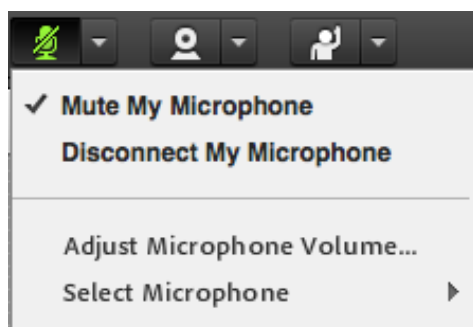 Mute My Microphone
Disconnect My Microphone
Adjust Microphone Volume...
Select Microphone